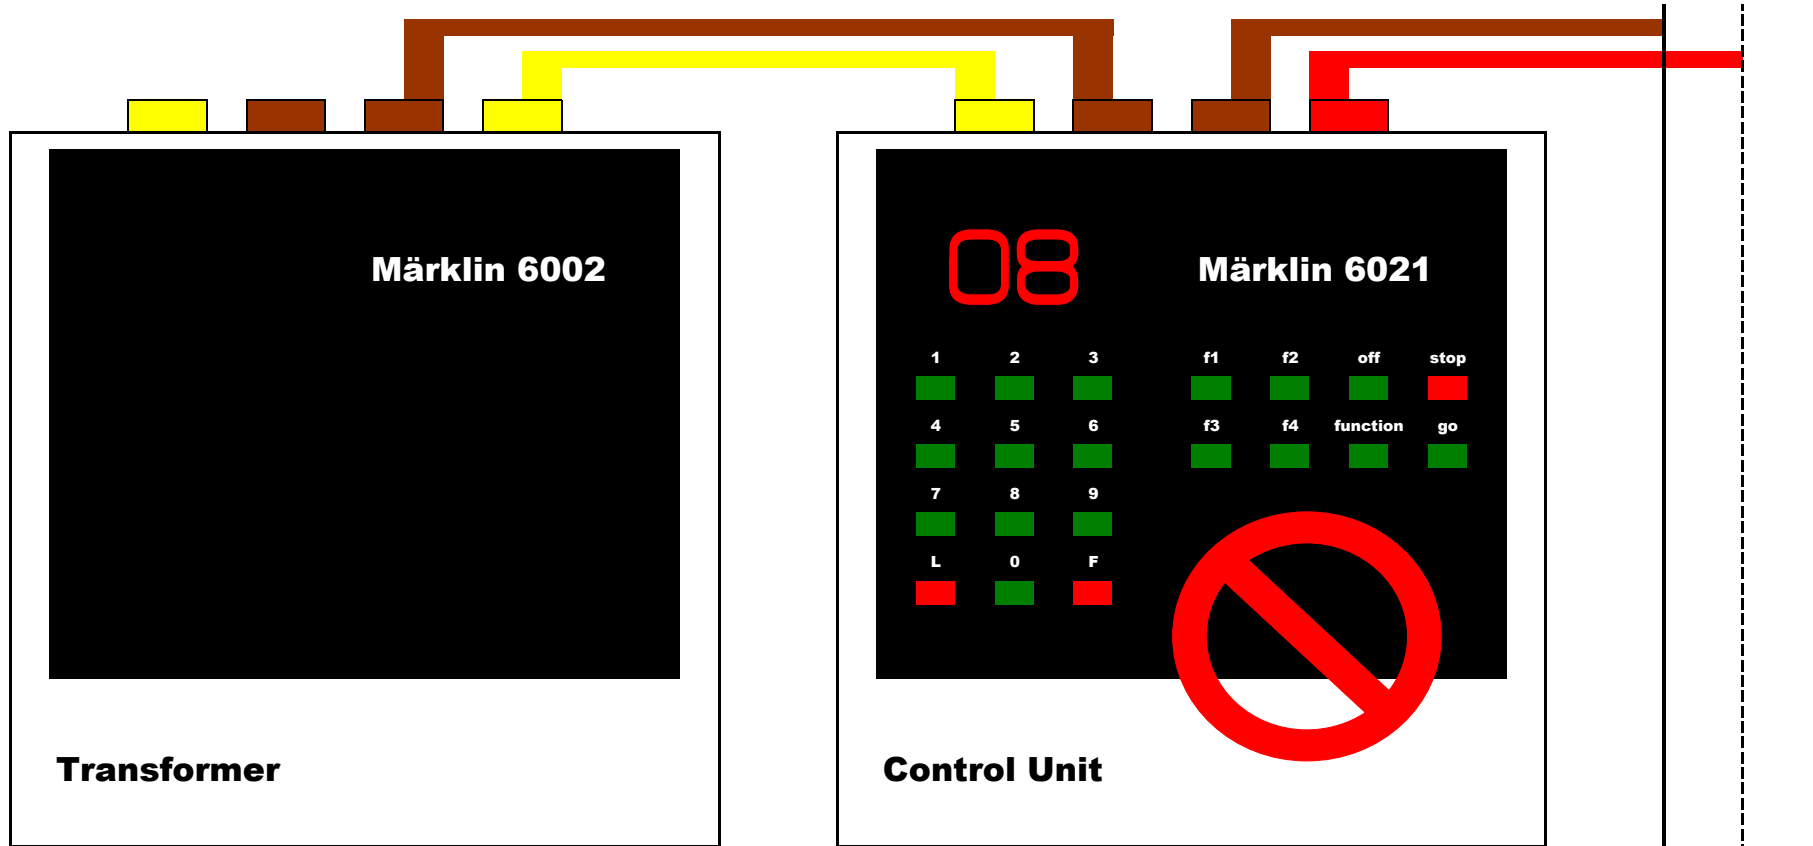 Märklin 6002
08
Märklin 6021
1 2 3 f1 f2 off stop
4 5 6 f3 f4 function go
7 8 9
L 0 F
Transformer
Control Unit